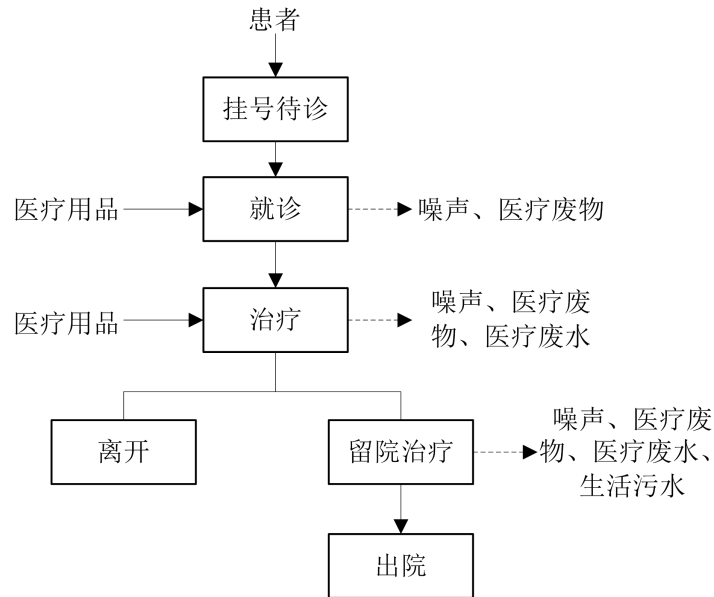 患者
挂号待诊
医疗用品
就诊
噪声、医疗废物
医疗用品
治疗
噪声、医疗废
物、医疗废水
离开
留院治疗
噪声、医疗废
物、医疗废水、
生活污水
出院